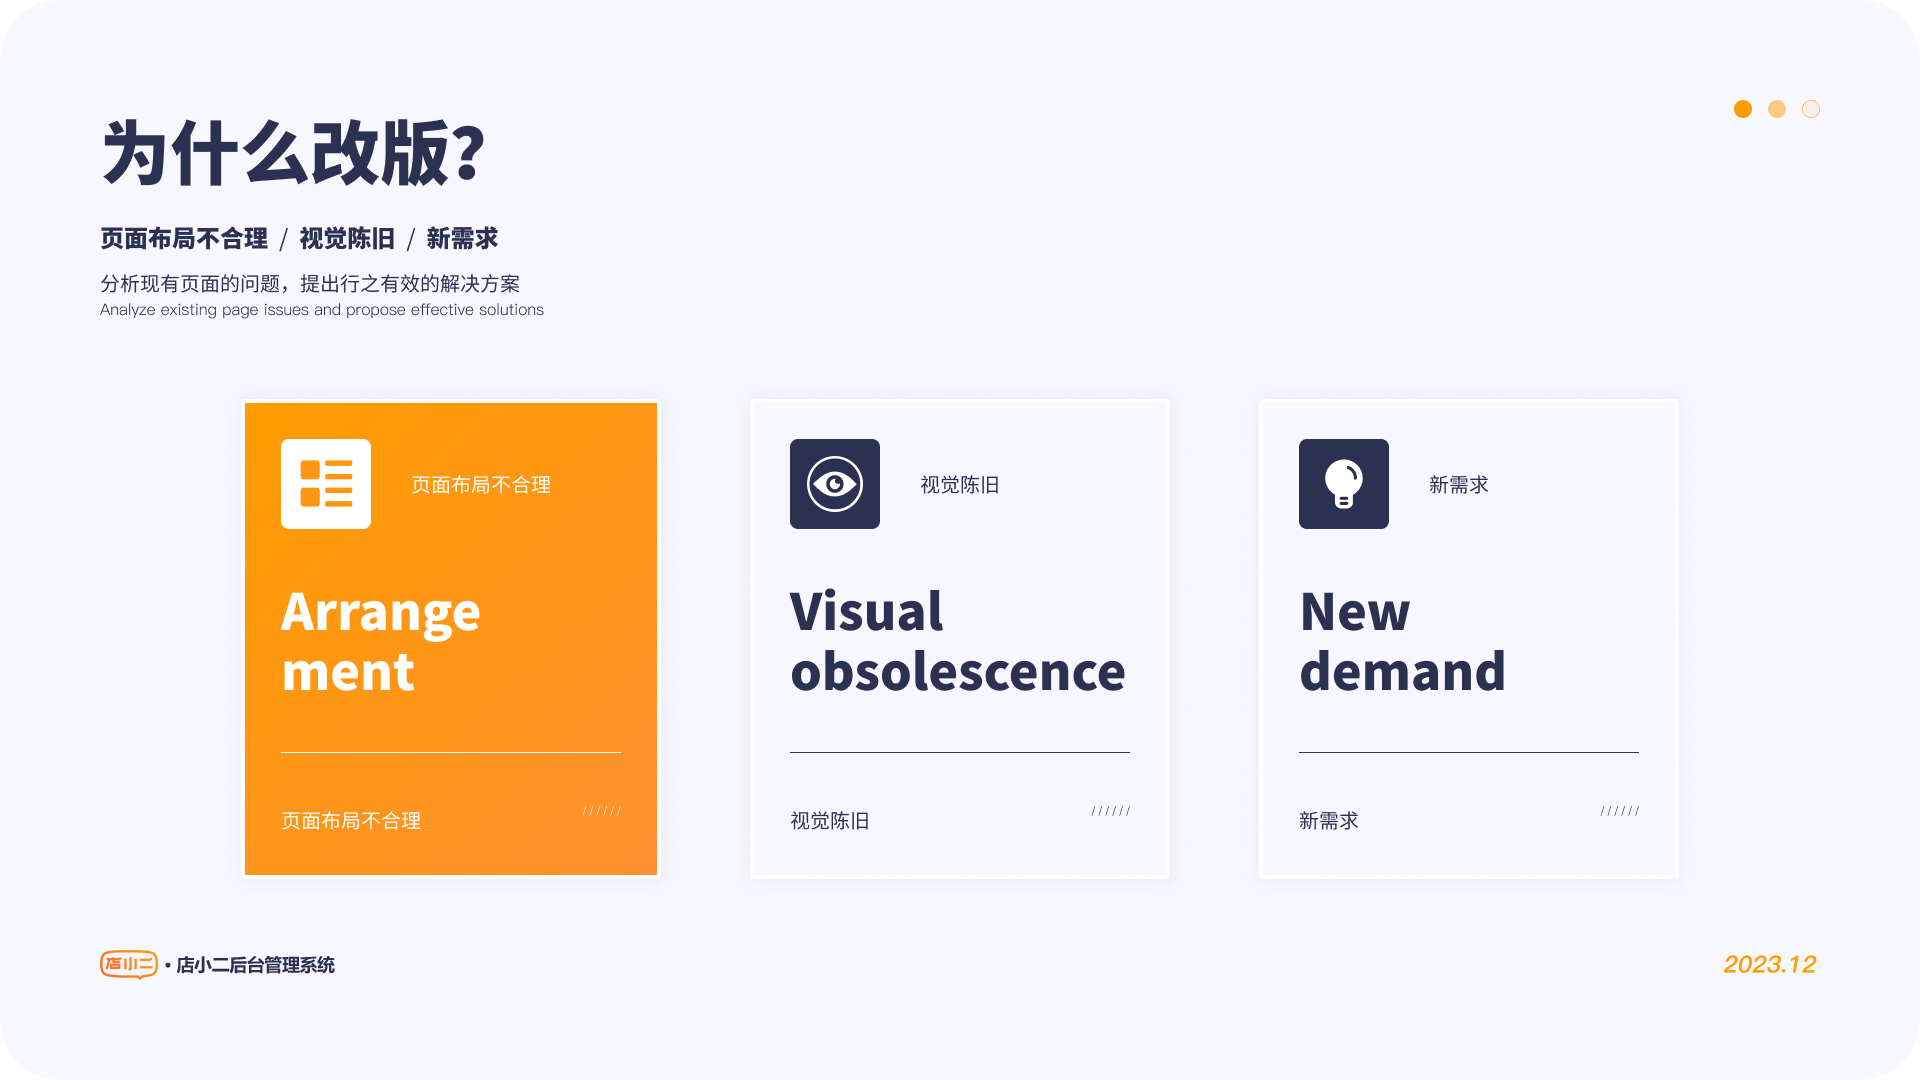 为什么改版？
页面布局不合理 / 视觉陈旧 / 新需求
分析现有页面的问题，提出行之有效的解决方案
Analyze existing page issues and propose effective solutions
页面布局不合理
Arrange
ment
页面布局不合理
//////
视觉陈旧
Visual
obsolescence
视觉陈旧
//////
新需求
New
demand
新需求
//////
店小二 · 店小二后台管理系统
2023.12